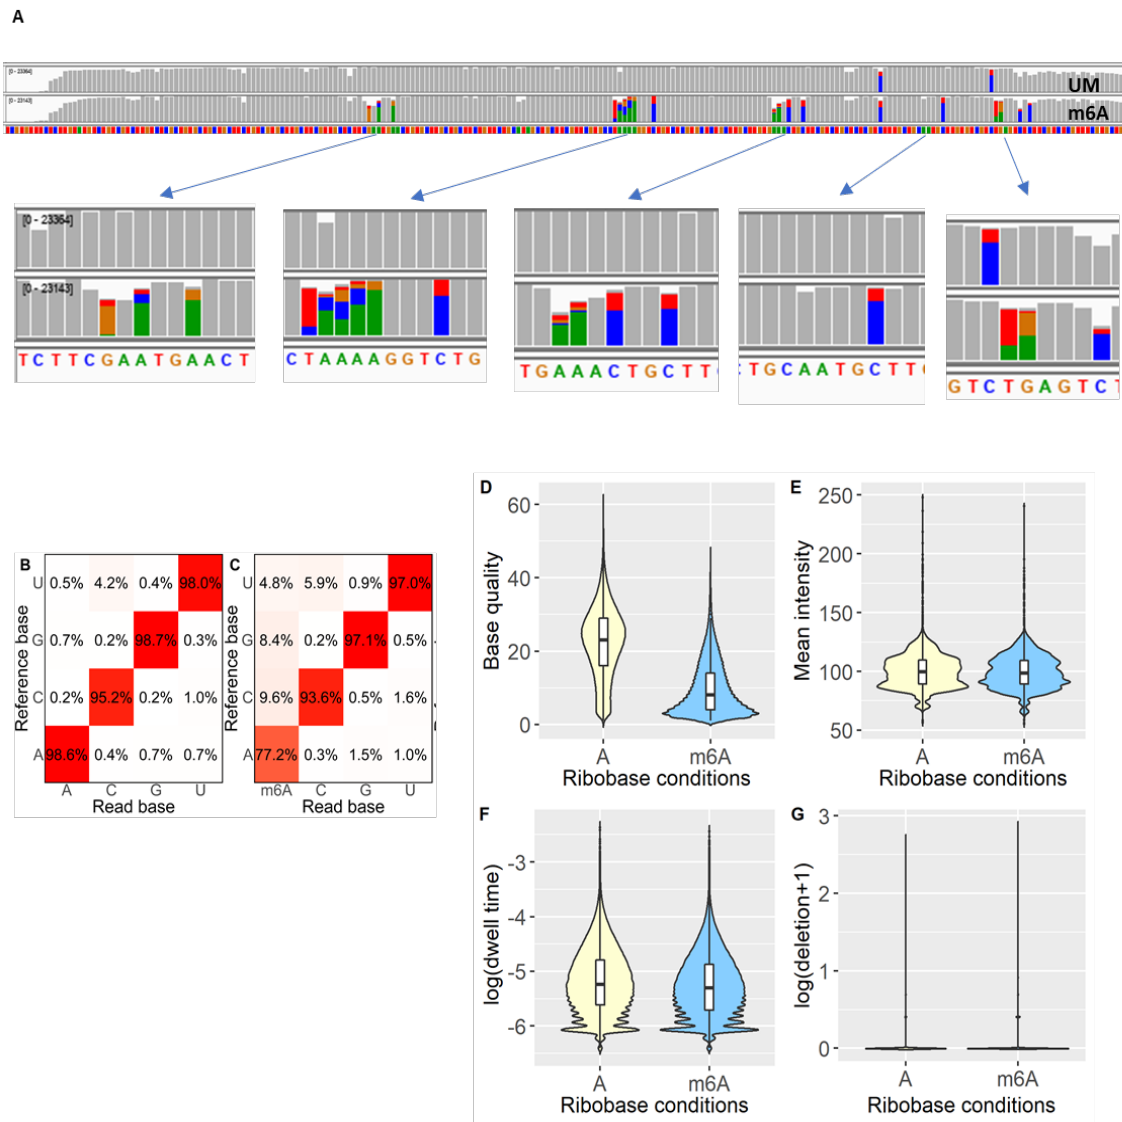 A
[0 - 23364]
UM
[0 - 23143]
m6A
[0 - 23364]
[0 - 23143]
T C T T C G A A T G A A C T
C T A A A A G G T C T G
T G A A A C T G C T T
T G C A A T G C T T
G T C T G A G T C T
B
Reference base
U 0.5% 4.2% 0.4% 98.0%
G 0.7% 0.2% 98.7% 0.3%
C 0.2% 95.2% 0.2% 1.0%
A 98.6% 0.4% 0.7% 0.7%
A C G U
Read base
C
Reference base
U 4.8% 5.9% 0.9% 97.0%
G 8.4% 0.2% 97.1% 0.5%
C 9.6% 93.6% 0.5% 1.6%
A 77.2% 0.3% 1.5% 1.0%
m6A C G U
Read base
D
Base quality
60
40
20
0
A m6A
Ribobase conditions
E
Mean intensity
250
200
150
100
50
A m6A
Ribobase conditions
F
log(dwell time)
-3
-4
-5
-6
A m6A
Ribobase conditions
G
log(deletion+1)
3
2
1
0
A m6A
Ribobase conditions